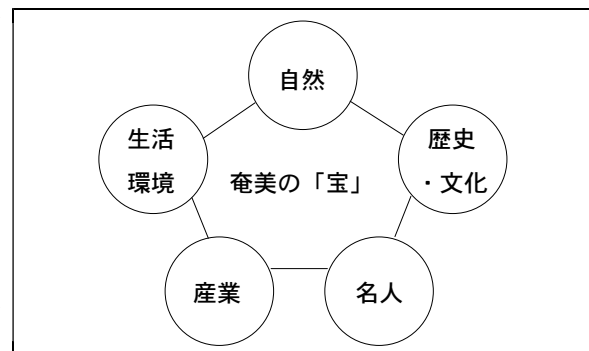 自然
生活
環境
歴史
・文化
奄美の「宝」
産業
名人